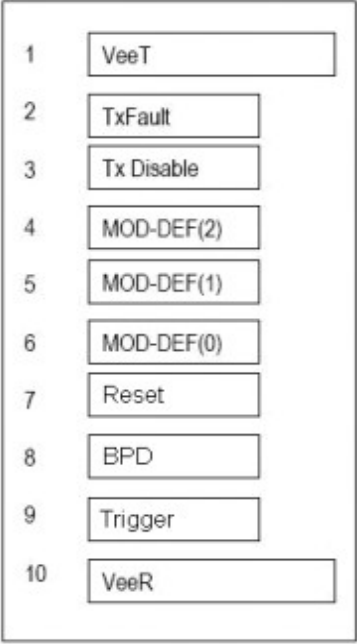 1 VeeT
2 TxFault
3 Tx Disable
4 MOD-DEF(2)
5 MOD-DEF(1)
6 MOD-DEF(0)
7 Reset
8 BPD
9 Trigger
10 VeeR